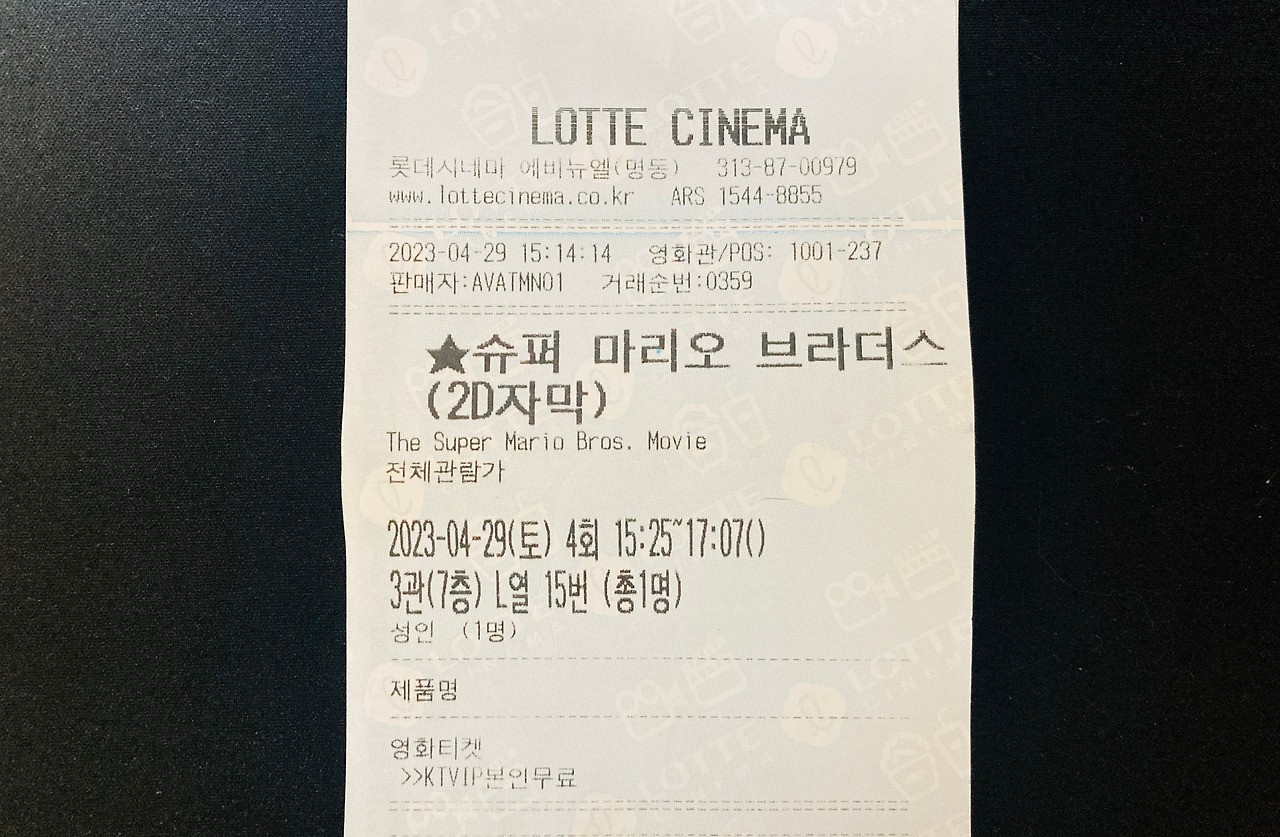 LOTTE CINEMA
롯데시네마 에비뉴엘(명동) 313-87-00979
www.lottecinema.co.kr ARS 1544-8855
2023-04-29 15:14:14 영화관/POS: 1001-237
판매자:AVATMN01 거래순번:0359
★슈퍼 마리오 브라더스
(2D자막)
The Super Mario Bros. Movie
전체관람가
2023-04-29(토) 4회 15:25~17:07()
3관(7층) L열 15번 (총1명)
성인 (1명)
제품명
영화티켓
>>KTVIP본인무료